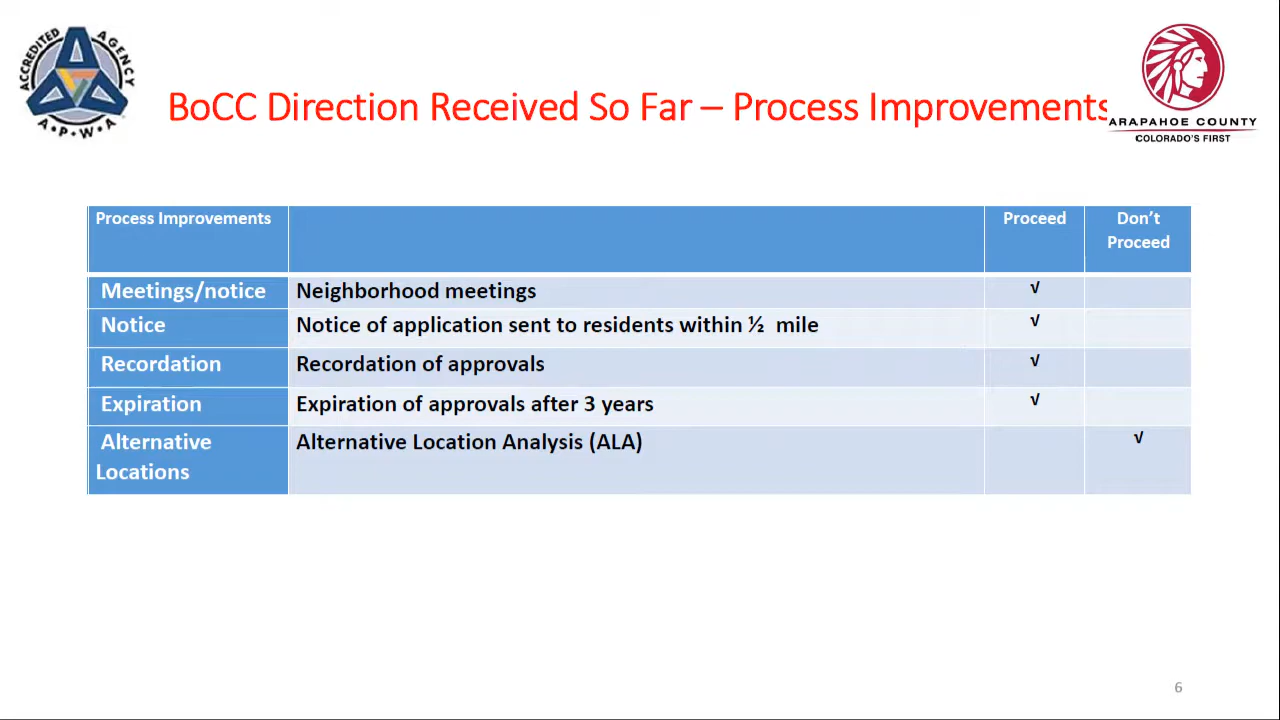 ACCREDITED AGENCY
A•P•W•A
BoCC Direction Received So Far – Process Improvements
ARAPAHOE COUNTY
COLORADO'S FIRST
Process Improvements Proceed Don't
Proceed
Meetings/notice Neighborhood meetings √
Notice Notice of application sent to residents within ½ mile √
Recordation Recordation of approvals √
Expiration Expiration of approvals after 3 years √
Alternative Alternative Location Analysis (ALA) √
Locations
6